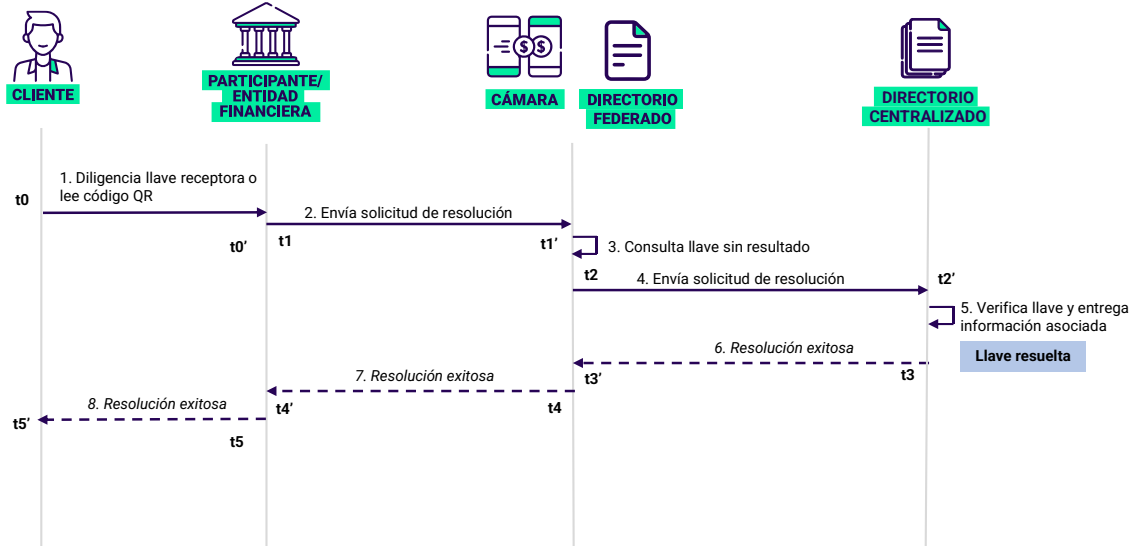 CLIENTE
PARTICIPANTE/
ENTIDAD
FINANCIERA
$ $
CÁMARA
DIRECTORIO
FEDERADO
DIRECTORIO
CENTRALIZADO
t0
1. Diligencia llave receptora o
lee código QR
t0’
t1
2. Envía solicitud de resolución
t1’
3. Consulta llave sin resultado
t2
4. Envía solicitud de resolución
t2’
5. Verifica llave y entrega
información asociada
Llave resuelta
6. Resolución exitosa
t3
t3’
7. Resolución exitosa
t4
t4’
8. Resolución exitosa
t5
t5’